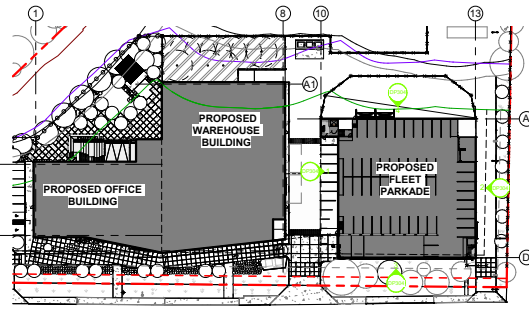 1
8
10
13
A1
A
PROPOSED
WAREHOUSE
BUILDING
PROPOSED
FLEET
PARKADE
PROPOSED OFFICE
BUILDING
D